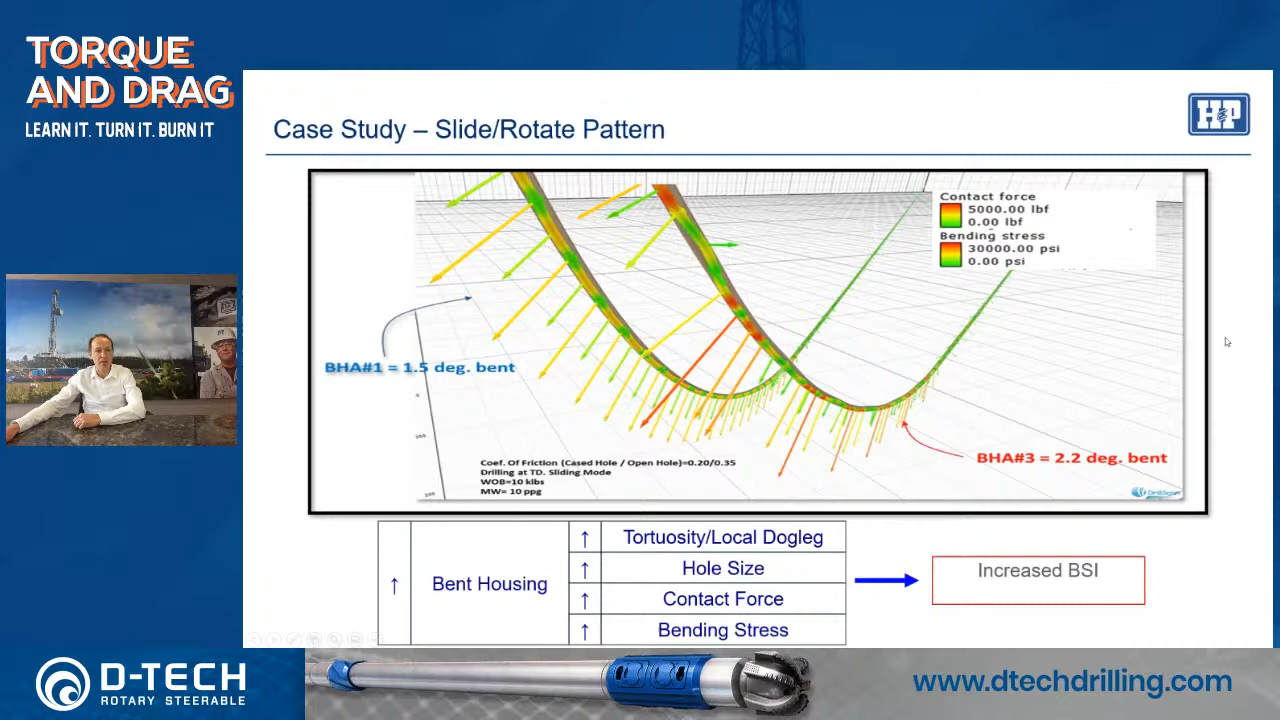 TORQUE
AND DRAG
LEARN IT. TURN IT. BURN IT
Case Study – Slide/Rotate Pattern
H&P
Contact force
5000.00 lbf
0.00 lbf
Bending stress
30000.00 psi
0.00 psi
BHA#1 = 1.5 deg. bent
BHA#3 = 2.2 deg. bent
Coef. Of Friction (Cased Hole / Open Hole)=0.20/0.35
Drilling at TD. Sliding Mode
WOB=10 klbs
MW= 10 ppg
↑ Bent Housing
↑ Tortuosity/Local Dogleg
↑ Hole Size
↑ Contact Force
↑ Bending Stress
Increased BSI
D-TECH
ROTARY STEERABLE
www.dtechdrilling.com